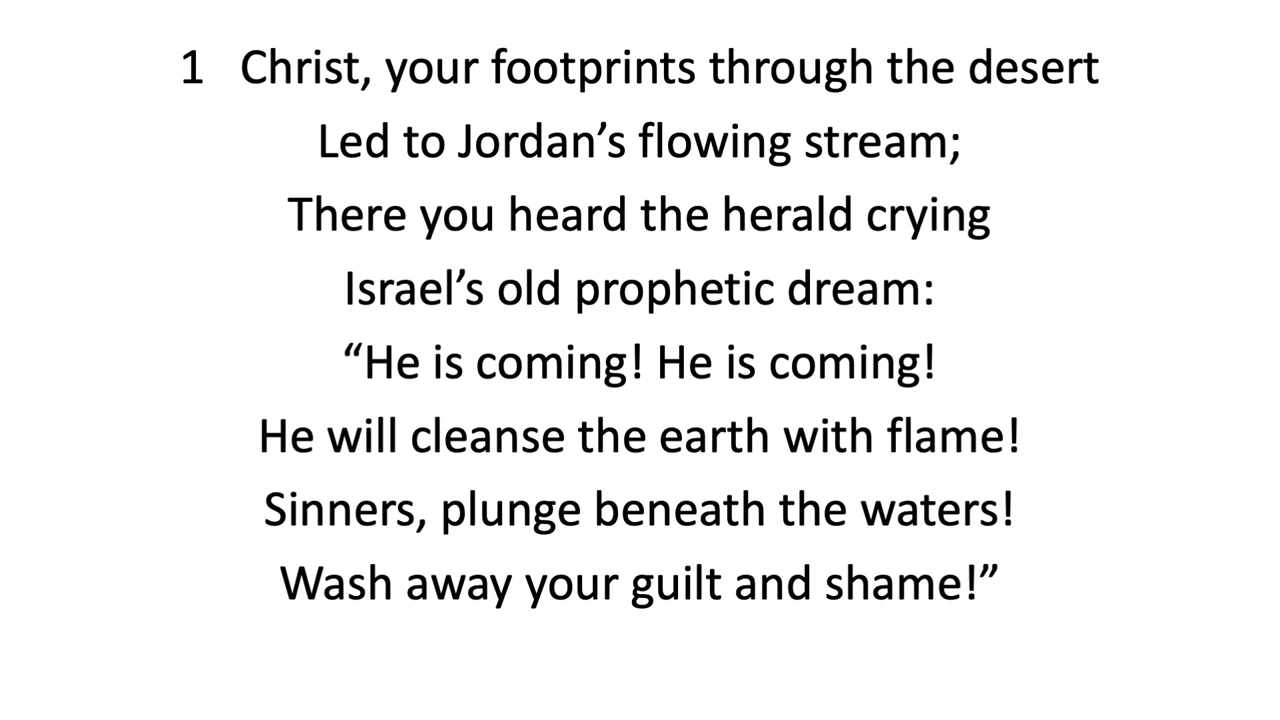 1 Christ, your footprints through the desert
Led to Jordan’s flowing stream;
There you heard the herald crying
Israel’s old prophetic dream:
“He is coming! He is coming!
He will cleanse the earth with flame!
Sinners, plunge beneath the waters!
Wash away your guilt and shame!”